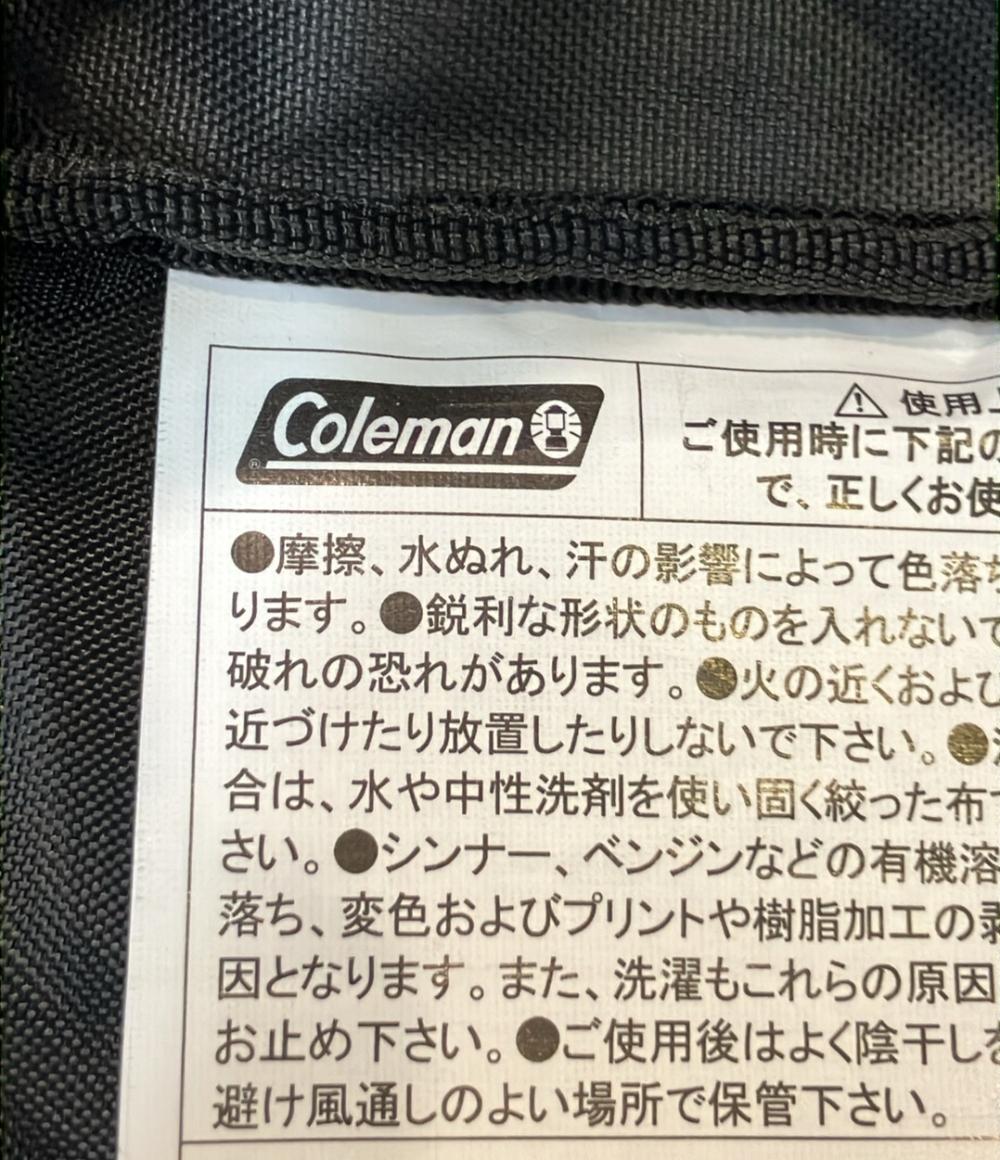 Coleman
®
⚠ 使用
ご使用時に下記の
で、正しくお使
●摩擦、水ぬれ、汗の影響によって色落ち
ります。●鋭利な形状のものを入れないで
破れの恐れがあります。●火の近くおよび
近づけたり放置したりしないで下さい。●
合は、水や中性洗剤を使い固く絞った布で
さい。●シンナー、ベンジンなどの有機溶
落ち、変色およびプリントや樹脂加工の剥
因となります。また、洗濯もこれらの原因
お止め下さい。●ご使用後はよく陰干しを
避け風通しのよい場所で保管下さい。